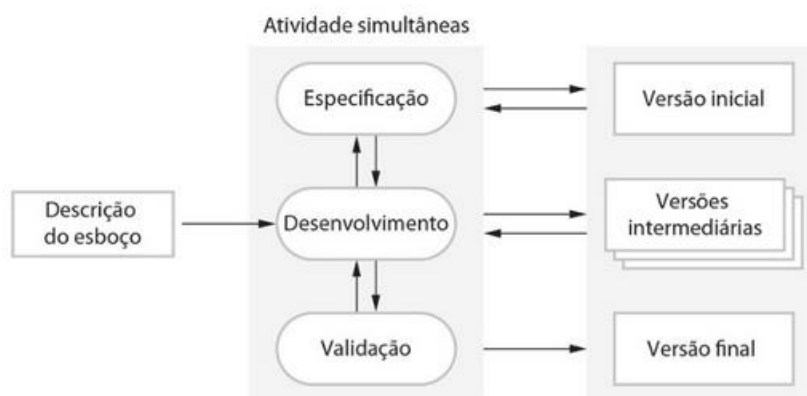 Atividade simultâneas
Especificação
Versão inicial
Descrição
do esboço
Desenvolvimento
Versões
intermediárias
Validação
Versão final